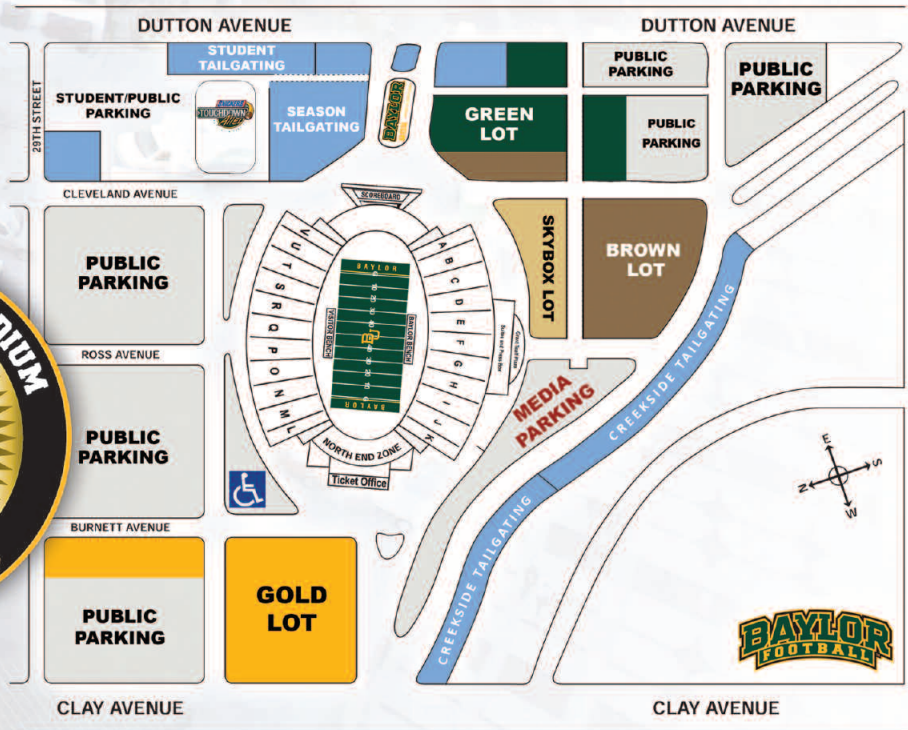 DUTTON AVENUE
DUTTON AVENUE
STUDENT
TAILGATING
29TH STREET
STUDENT/PUBLIC
PARKING
TOUCHDOWN
SEASON
TAILGATING
BAYLOR
GREEN
LOT
PUBLIC
PARKING
PUBLIC
PARKING
PUBLIC
PARKING
CLEVELAND AVENUE
SCOREBOARD
PUBLIC
PARKING
SKYBOX LOT
BROWN
LOT
V
U
T
S
R
Q
P
O
N
M
L
A
B
C
D
E
F
G
H
I
J
K
VISITOR BENCH
BAYLOR BENCH
BU
BAYLOR
BAYLOR
DIUM
ROSS AVENUE
PUBLIC
PARKING
MEDIA
PARKING
CREEKSIDE TAILGATING
NORTH END ZONE
Ticket Office
E
S
N
W
BURNETT AVENUE
CREEKSIDE TAILGATING
PUBLIC
PARKING
GOLD
LOT
BAYLOR
FOOTBALL
CLAY AVENUE
CLAY AVENUE